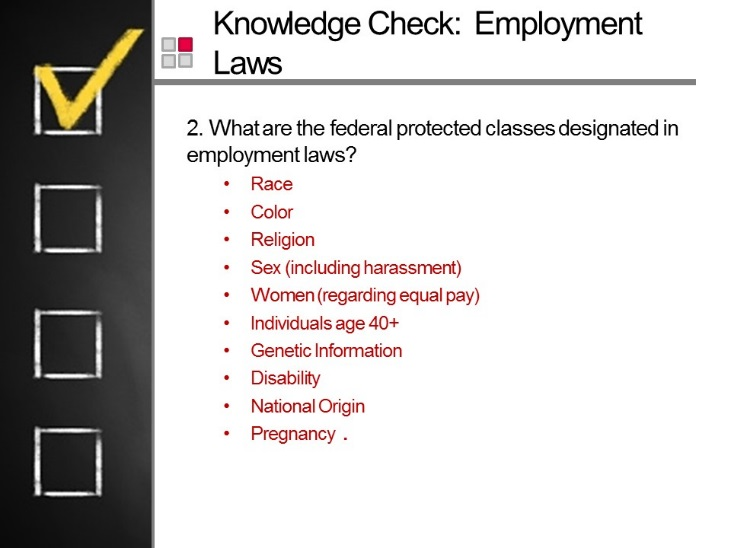 Knowledge Check: Employment
Laws
2. What are the federal protected classes designated in
employment laws?
• Race
• Color
• Religion
• Sex (including harassment)
• Women (regarding equal pay)
• Individuals age 40+
• Genetic Information
• Disability
• National Origin
• Pregnancy .